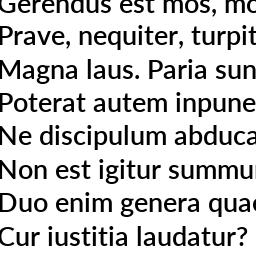 Gerendus est mos, mo
Prave, nequiter, turpit
Magna laus. Paria sun
Poterat autem inpune
Ne discipulum abduca
Non est igitur summu
Duo enim genera quae
Cur iustitia laudatur?